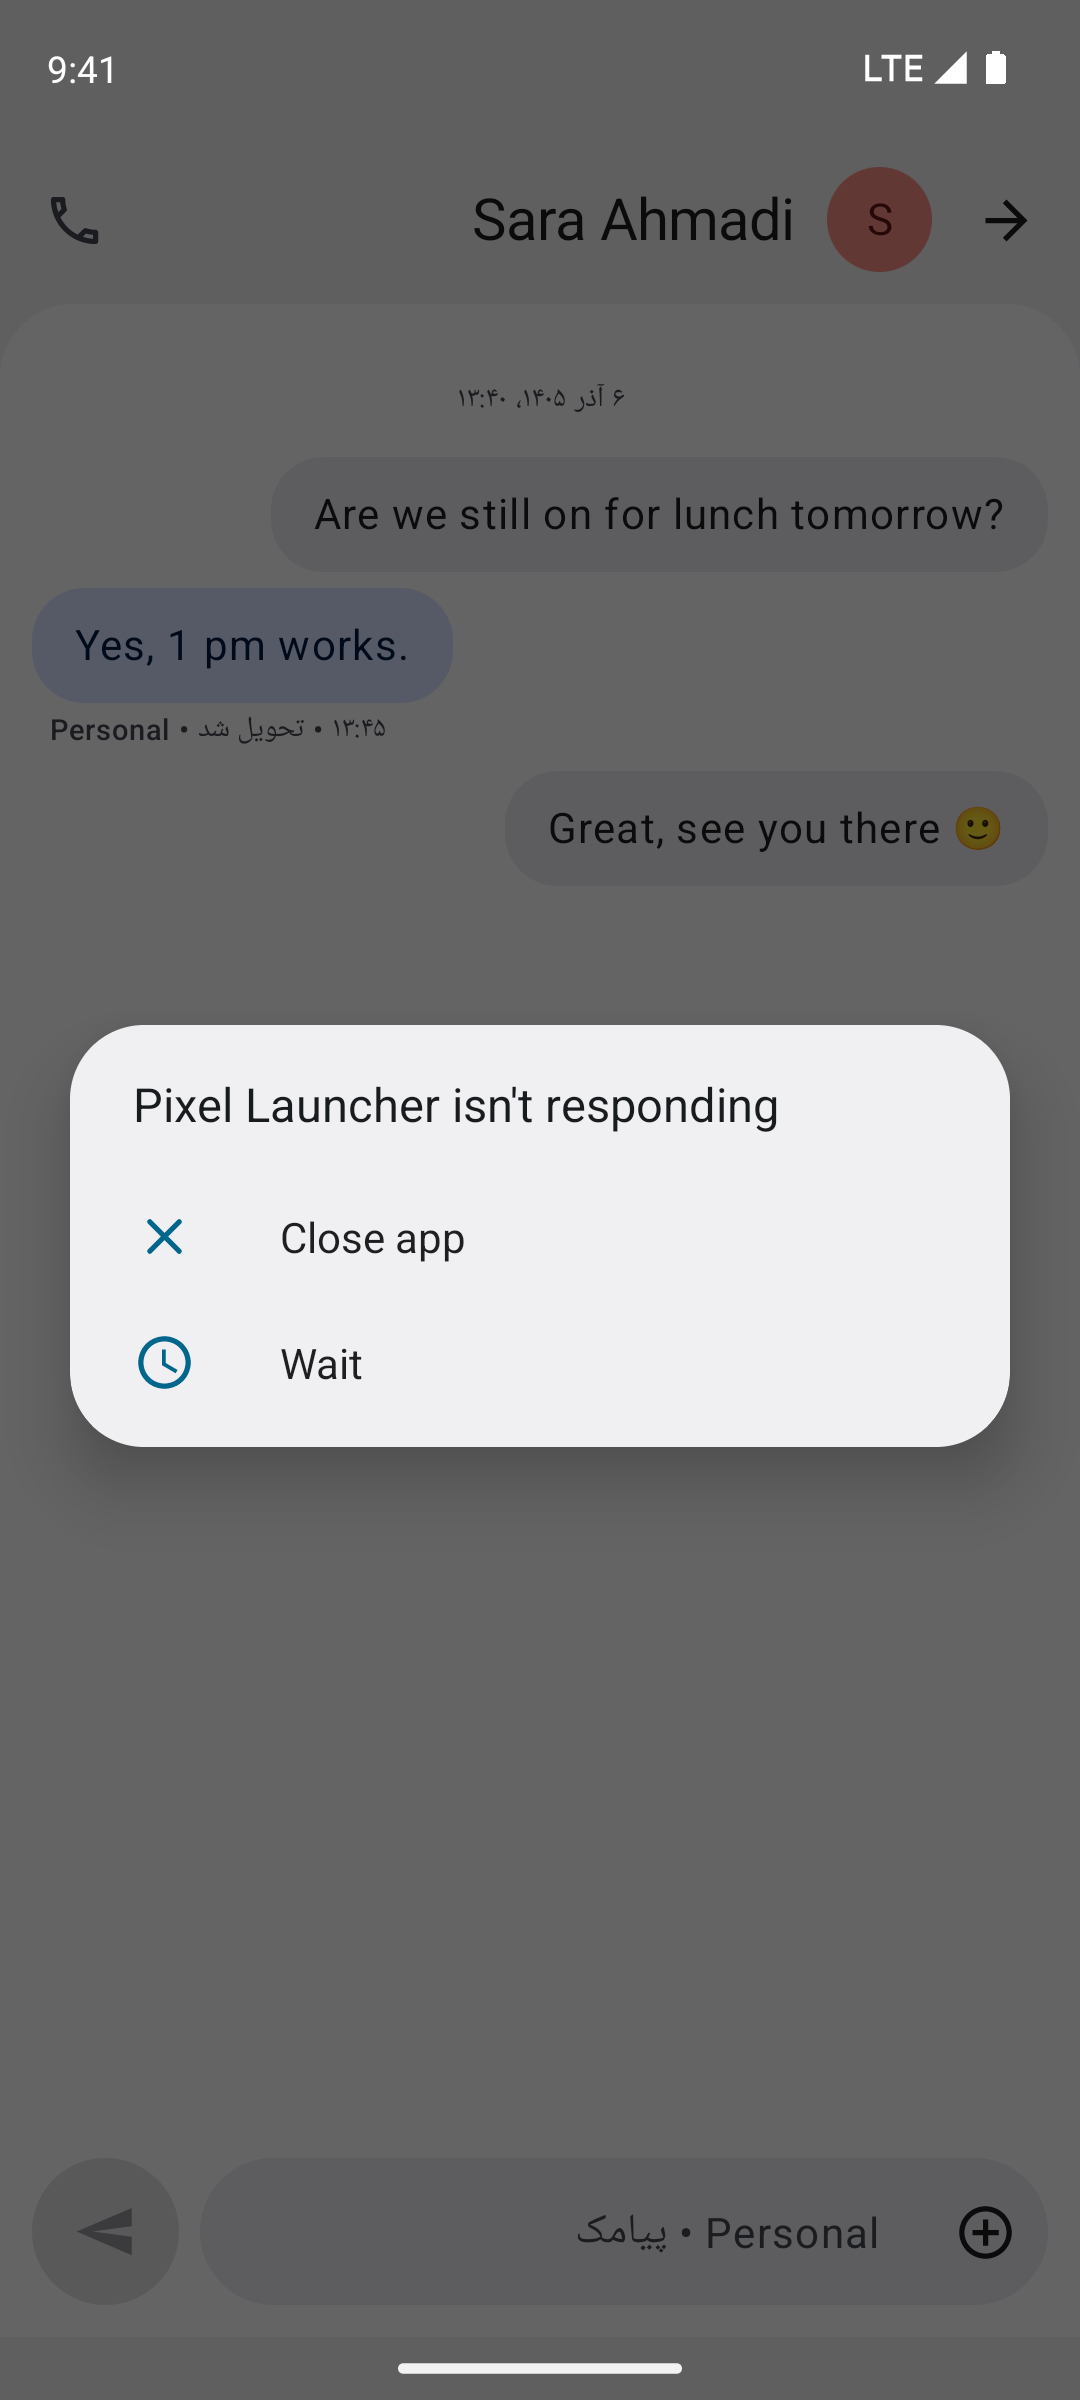 9:41
LTE
Sara Ahmadi
S
۶ آذر ۱۴۰۵، ۱۳:۴۰
Are we still on for lunch tomorrow?
Yes, 1 pm works.
۱۳:۴۵ • تحویل شد • Personal
Great, see you there 🙂
Pixel Launcher isn't responding
Close app
Wait
Personal • پیامک